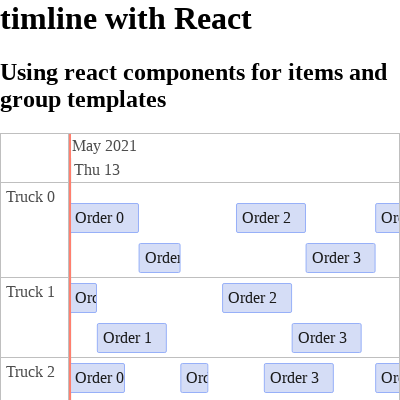 timline with React
Using react components for items and
group templates
May 2021
Thu 13
Truck 0
Order 0
Order 2
Or
Order
Order 3
Truck 1
Ord
Order 2
Order 1
Order 3
Truck 2
Order 0
Ord
Order 3
Or